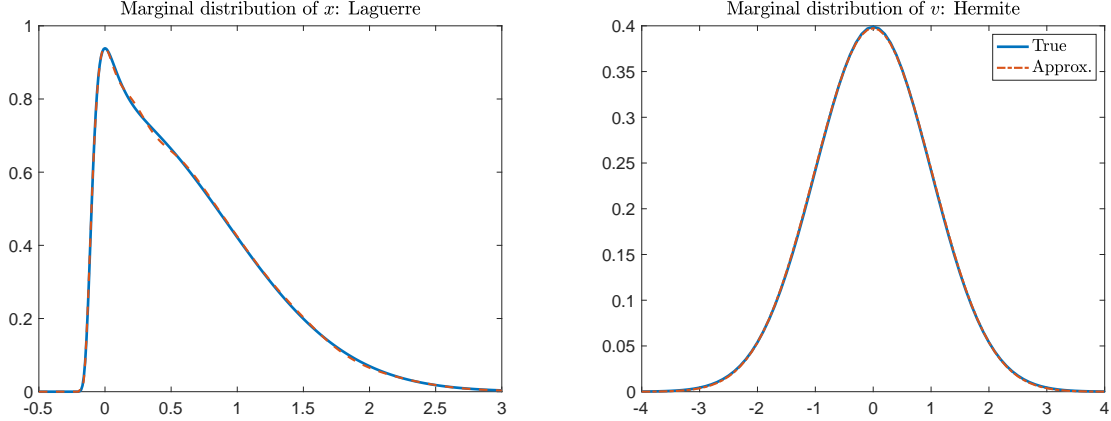 Marginal distribution of x: Laguerre
1
0.8
0.6
0.4
0.2
0
-0.5 0 0.5 1 1.5 2 2.5 3
Marginal distribution of v: Hermite
0.4
0.35
0.3
0.25
0.2
0.15
0.1
0.05
0
-4 -3 -2 -1 0 1 2 3 4
True
Approx.